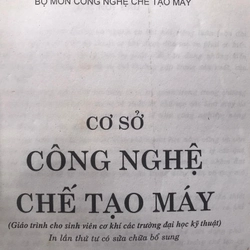 BỘ MÔN CÔNG NGHỆ CHẾ TẠO MÁY
CƠ SỞ
CÔNG NGHỆ
CHẾ TẠO MÁY
(Giáo trình cho sinh viên cơ khí các trường đại học kỹ thuật)
In lần thứ tư có sửa chữa bổ sung